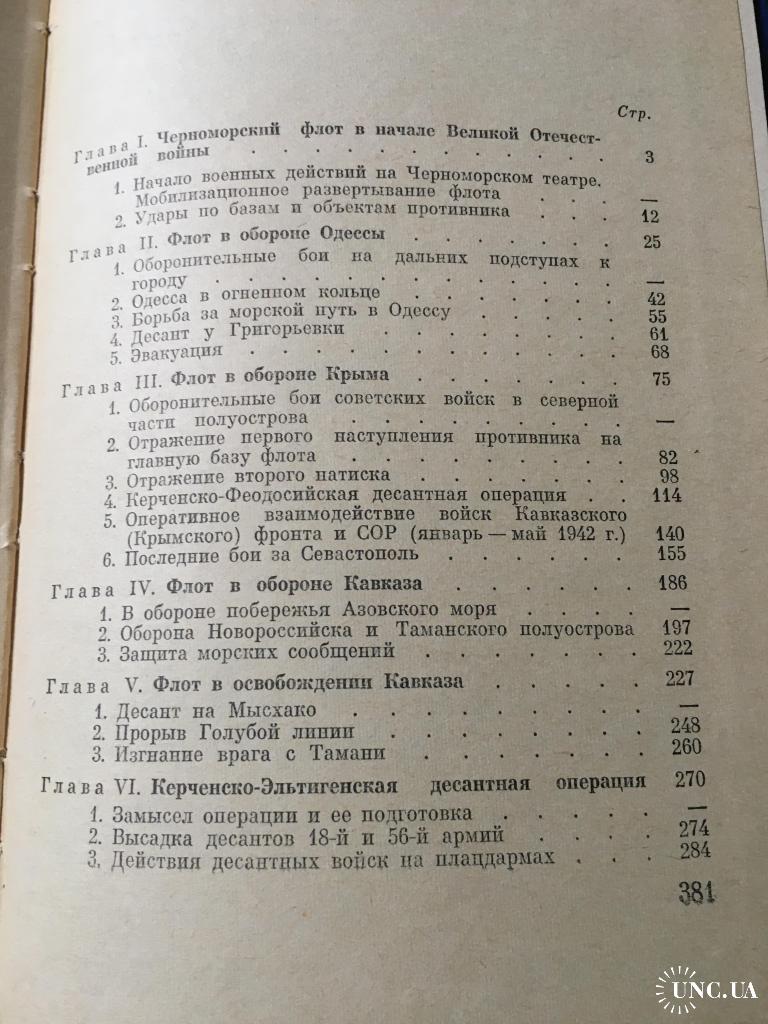 Стр.
Глава I. Черноморский флот в начале Великой Отечест-
венной войны . . . . . . . . . . . . 3
1. Начало военных действий на Черноморском театре.
Мобилизационное развертывание флота . . . —
2. Удары по базам и объектам противника . . . 12
Глава II. Флот в обороне Одессы . . . . . . . 25
1. Оборонительные бои на дальних подступах к
городу . . . . . . . . . . . . . —
2. Одесса в огненном кольце . . . . . . . 42
3. Борьба за морской путь в Одессу . . . . . 55
4. Десант у Григорьевки . . . . . . . . 61
5. Эвакуация . . . . . . . . . . . . 68
Глава III. Флот в обороне Крыма . . . . . . . 75
1. Оборонительные бои советских войск в северной
части полуострова . . . . . . . . . —
2. Отражение первого наступления противника на
главную базу флота . . . . . . . . 82
3. Отражение второго натиска . . . . . . 98
4. Керченско-Феодосийская десантная операция . . 114
5. Оперативное взаимодействие войск Кавказского
(Крымского) фронта и СОР (январь — май 1942 г.) 140
6. Последние бои за Севастополь . . . . . . 155
Глава IV. Флот в обороне Кавказа . . . . . . 186
1. В обороне побережья Азовского моря . . . . —
2. Оборона Новороссийска и Таманского полуострова 197
3. Защита морских сообщений . . . . . . . 222
Глава V. Флот в освобождении Кавказа . . . . . 227
1. Десант на Мысхако . . . . . . . . . —
2. Прорыв Голубой линии . . . . . . . . 248
3. Изгнание врага с Тамани . . . . . . . 260
Глава VI. Керченско-Эльтигенская десантная операция 270
1. Замысел операции и ее подготовка . . . . . —
2. Высадка десантов 18-й и 56-й армий . . . . 274
3. Действия десантных войск на плацдармах . . . 284
381
UNC.UA